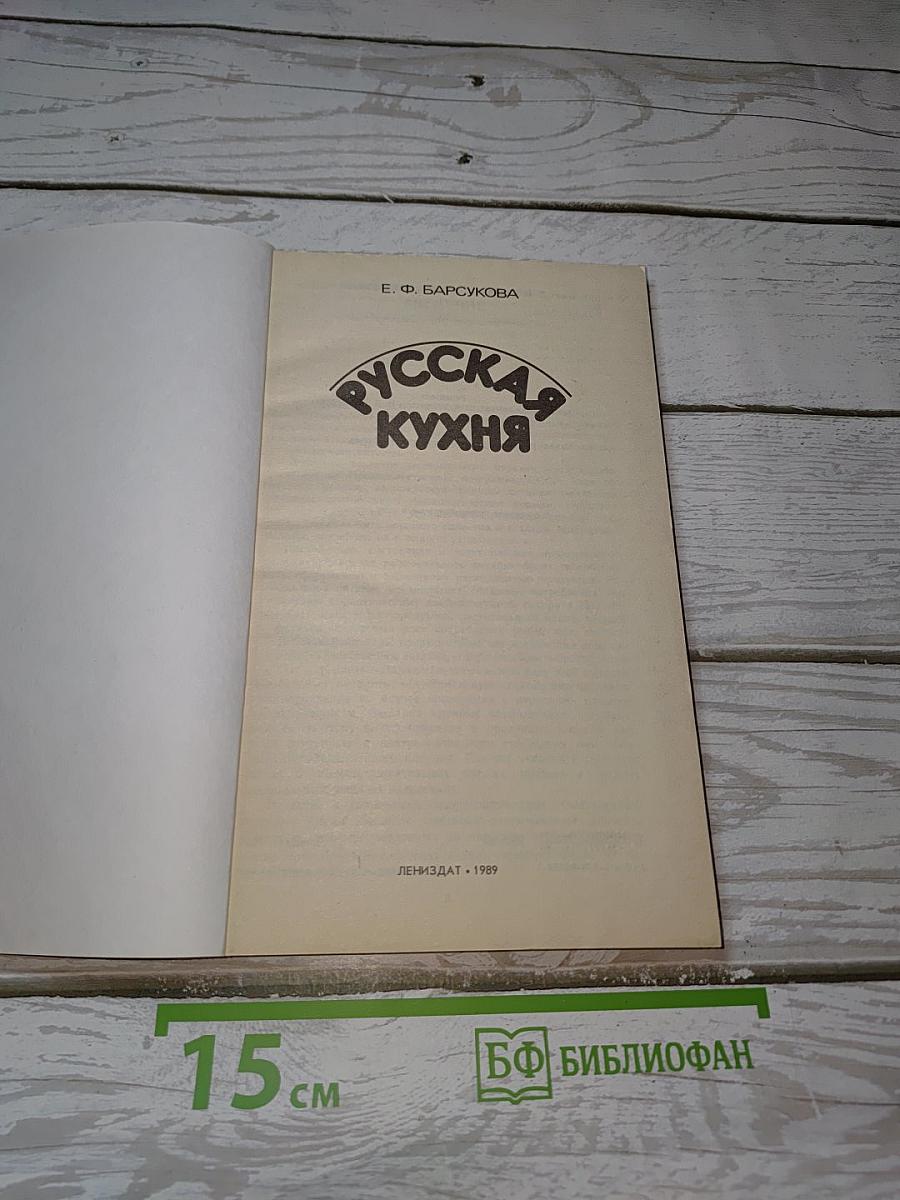 Е. Ф. БАРСУКОВА
РУССКАЯ
КУХНЯ
ЛЕНИЗДАТ • 1989
15 см
БФ БИБЛИОФАН